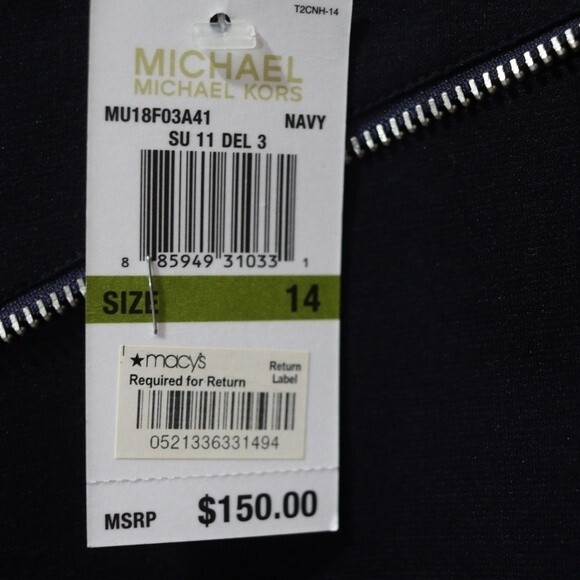 T2CNH-14
MICHAEL
MICHAEL KORS
MU18F03A41 NAVY
SU 11 DEL 3
8 85949 31033 1
SIZE 14
★macy's Return
Required for Return Label
0521336331494
MSRP $150.00